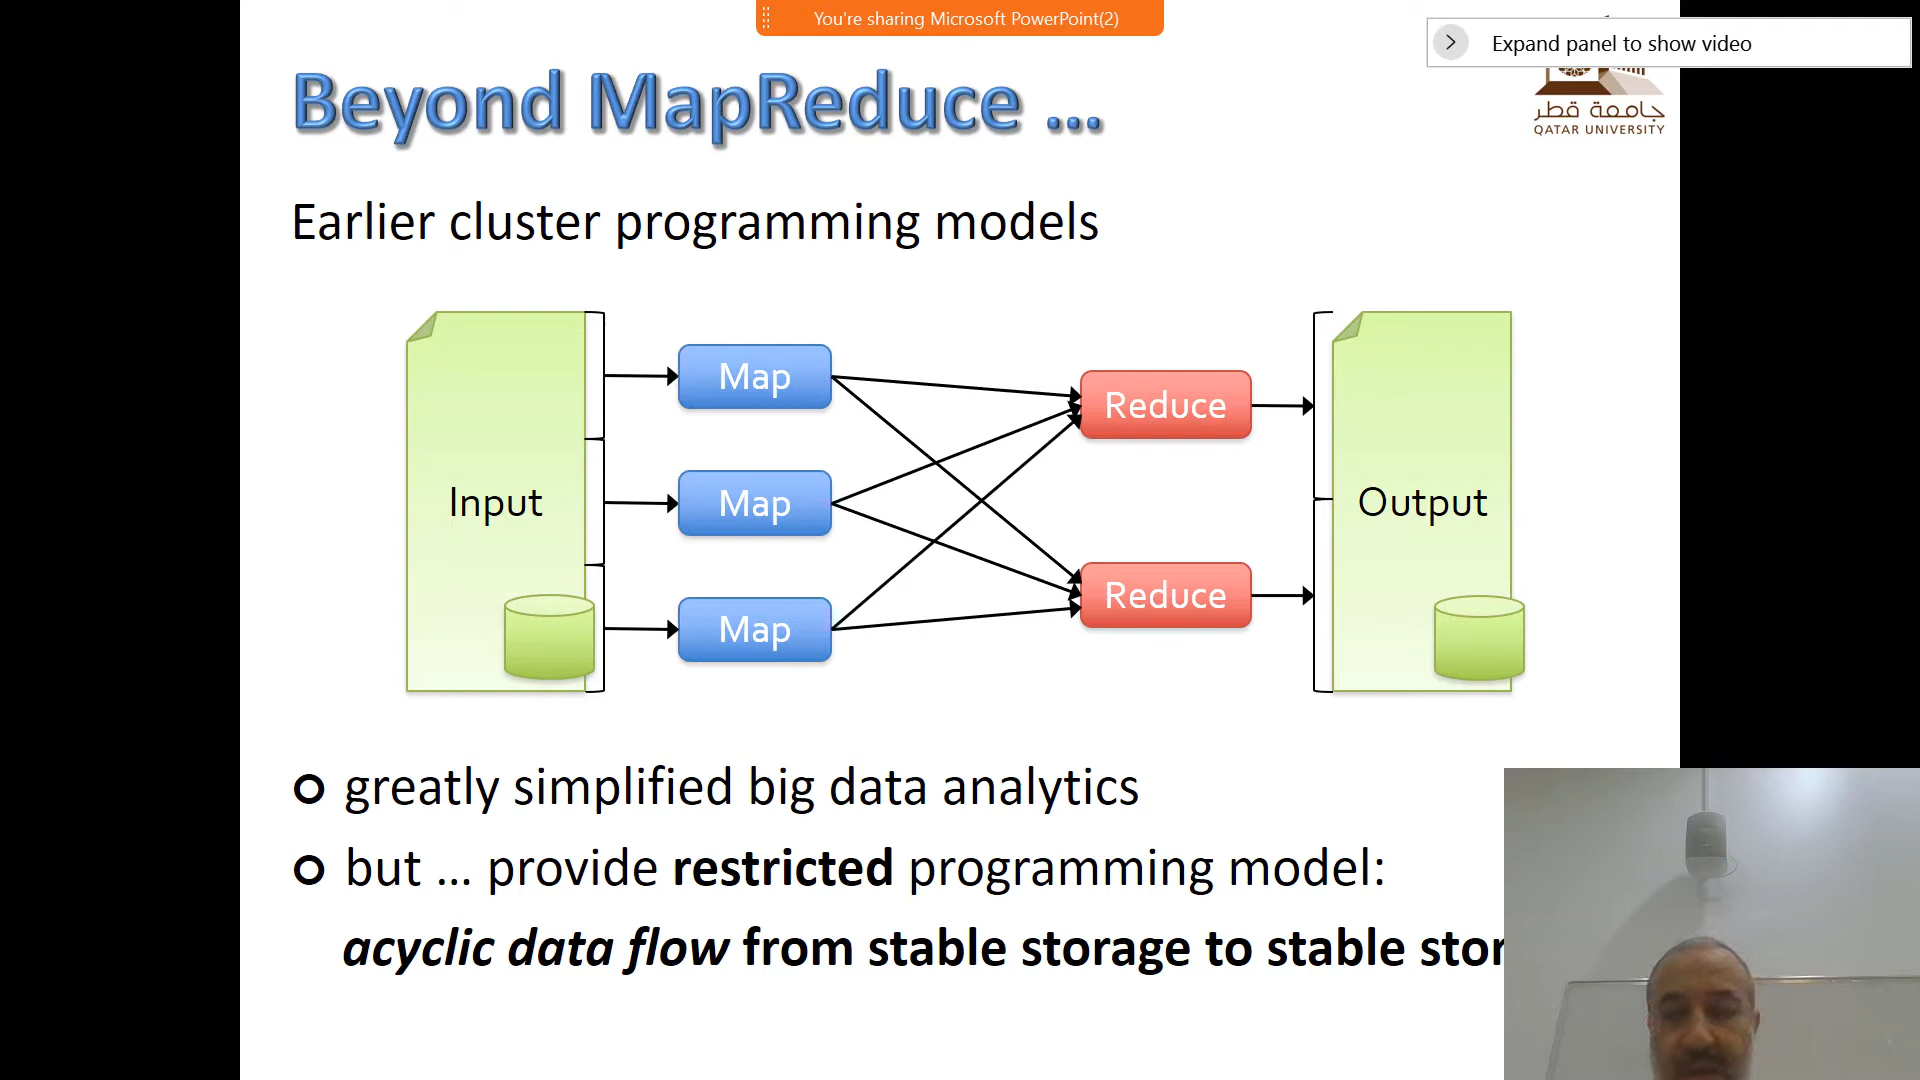 You're sharing Microsoft PowerPoint(2)
Expand panel to show video
Beyond MapReduce ...
جامعة قطر
QATAR UNIVERSITY
Earlier cluster programming models
Input
Map
Map
Map
Reduce
Reduce
Output
greatly simplified big data analytics
but ... provide restricted programming model:
acyclic data flow from stable storage to stable stor